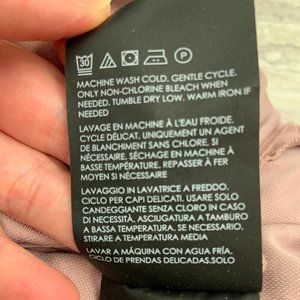 30 P
MACHINE WASH COLD. GENTLE CYCLE.
ONLY NON-CHLORINE BLEACH WHEN
NEEDED. TUMBLE DRY LOW. WARM IRON IF
NEEDED
LAVAGE EN MACHINE À L'EAU FROIDE.
CYCLE DÉLICAT. UNIQUEMENT UN AGENT
DE BLANCHIMENT SANS CHLORE. SI
NÉCESSAIRE. SÉCHAGE EN MACHINE À
BASSE TEMPÉRATURE. REPASSER À FER
MOYEN SI NÉCESSAIRE
LAVAGGIO IN LAVATRICE A FREDDO.
CICLO PER CAPI DELICATI. USARE SOLO
CANDEGGIANTE SENZA CLORO IN CASO
DI NECESSITÀ. ASCIUGATURA A TAMBURO
A BASSA TEMPERATURA. SE NECESSARIO,
STIRARE A TEMPERATURA MEDIA
LAVAR A MÁQUINA CON AGUA FRÍA.
CICLO DE PRENDAS DELICADAS.SOLO